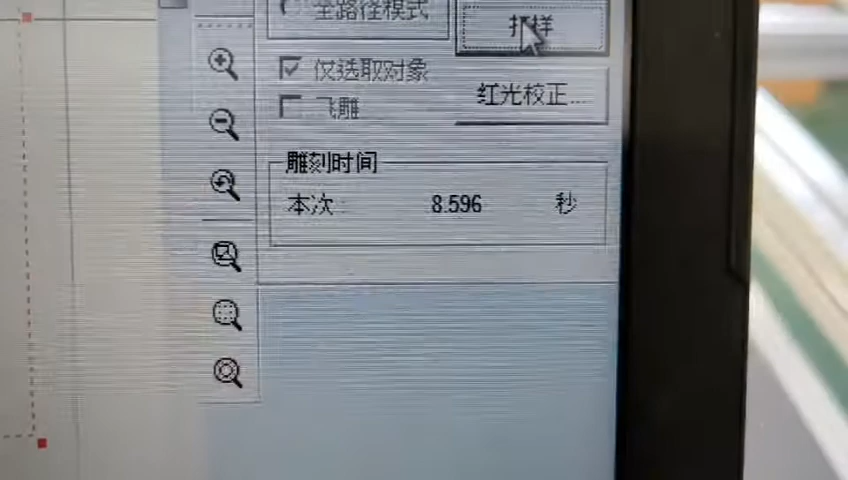 全路径模式
打样
仅选取对象
飞雕
红光校正...
雕刻时间
本次 8.596 秒